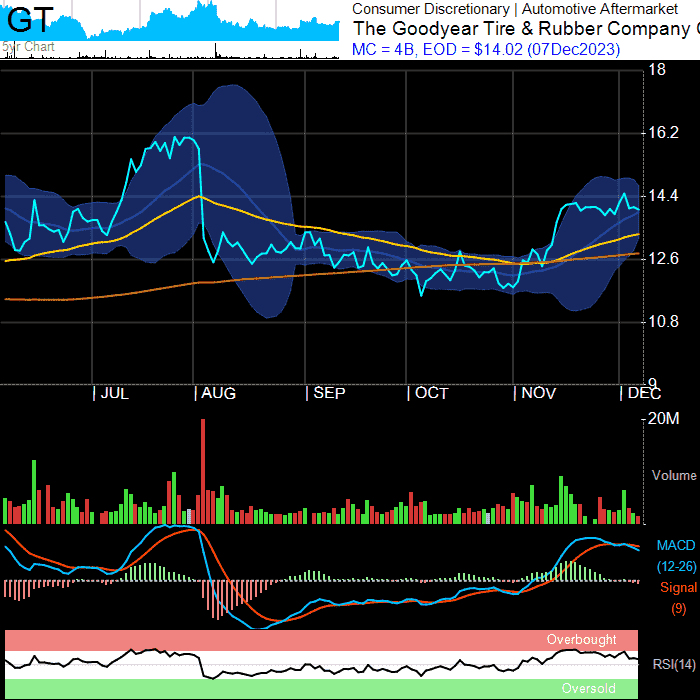 GT
5yr Chart
Consumer Discretionary | Automotive Aftermarket
The Goodyear Tire & Rubber Company
MC = 4B, EOD = $14.02 (07Dec2023)
18
16.2
14.4
12.6
10.8
9
| JUL | AUG | SEP | OCT | NOV | DEC
20M
Volume
MACD
(12-26)
Signal
(9)
Overbought
RSI(14)
Oversold